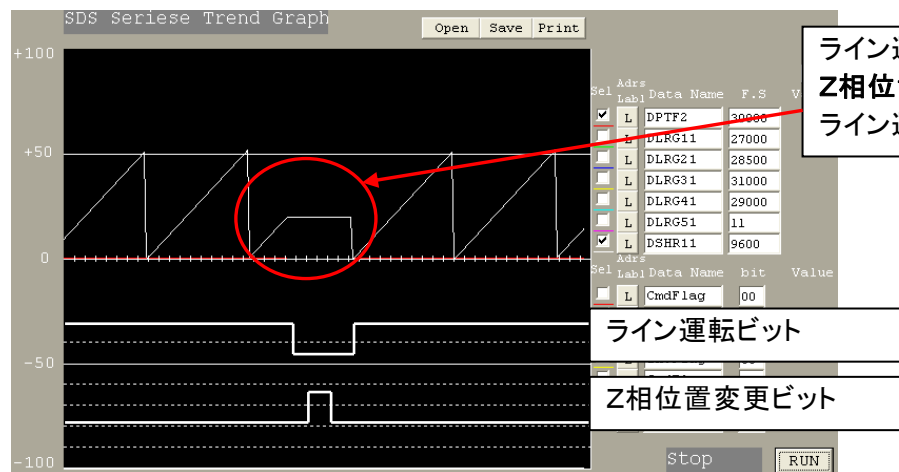 SDS Seriese Trend Graph
Open Save Print
+100
+50
0
-50
-100
ライン
Z相位
ライン
Sel Adrs Labl Data Name F.S V
L DPTF2 30000
L DLRG11 27000
L DLRG21 28500
L DLRG31 31000
L DLRG41 29000
L DLRG51 11
L DSHR11 9600
Sel Adrs Labl Data Name bit Value
L CmdFlag 00
ライン運転ビット
Z相位置変更ビット
Stop RUN